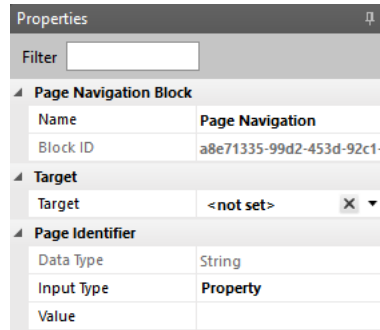 Properties
Filter
Page Navigation Block
Name Page Navigation
Block ID a8e71335-99d2-453d-92c1-
Target
Target <not set>
Page Identifier
Data Type String
Input Type Property
Value